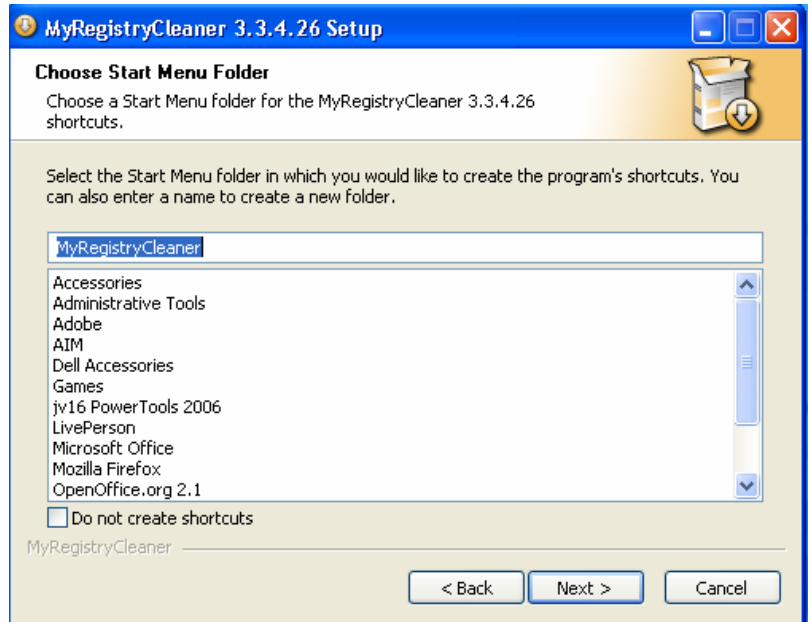 MyRegistryCleaner 3.3.4.26 Setup
Choose Start Menu Folder
Choose a Start Menu folder for the MyRegistryCleaner 3.3.4.26
shortcuts.
Select the Start Menu folder in which you would like to create the program's shortcuts. You
can also enter a name to create a new folder.
MyRegistryCleaner
Accessories
Administrative Tools
Adobe
AIM
Dell Accessories
Games
jv16 PowerTools 2006
LivePerson
Microsoft Office
Mozilla Firefox
OpenOffice.org 2.1
Do not create shortcuts
MyRegistryCleaner
< Back Next > Cancel